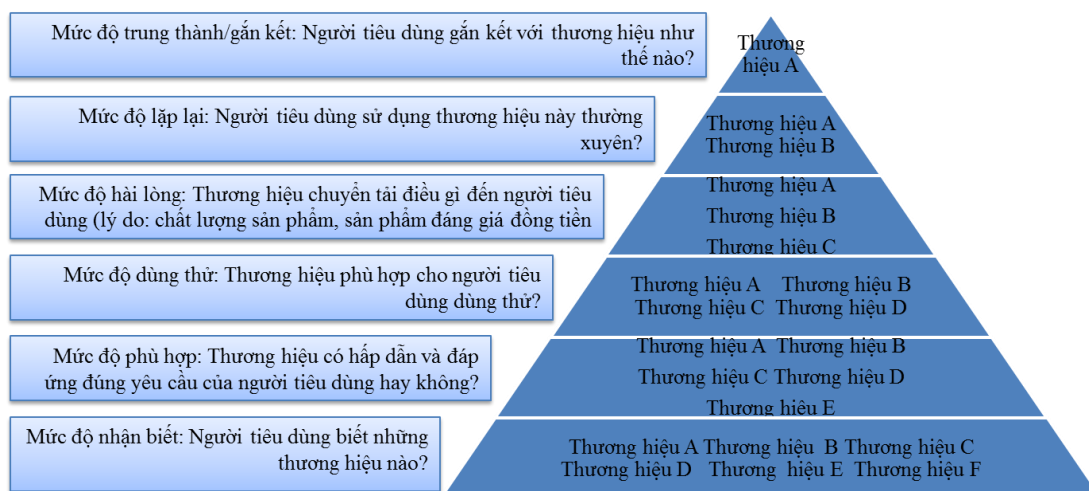 Mức độ trung thành/gắn kết: Người tiêu dùng gắn kết với thương hiệu như
thế nào?
Thương
hiệu A
Mức độ lặp lại: Người tiêu dùng sử dụng thương hiệu này thường
xuyên?
Thương hiệu A
Thương hiệu B
Mức độ hài lòng: Thương hiệu chuyển tải điều gì đến người tiêu
dùng (lý do: chất lượng sản phẩm, sản phẩm đáng giá đồng tiền
Thương hiệu A
Thương hiệu B
Thương hiệu C
Mức độ dùng thử: Thương hiệu phù hợp cho người tiêu
dùng dùng thử?
Thương hiệu A Thương hiệu B
Thương hiệu C Thương hiệu D
Mức độ phù hợp: Thương hiệu có hấp dẫn và đáp
ứng đúng yêu cầu của người tiêu dùng hay không?
Thương hiệu A Thương hiệu B
Thương hiệu C Thương hiệu D
Thương hiệu E
Mức độ nhận biết: Người tiêu dùng biết những
thương hiệu nào?
Thương hiệu A Thương hiệu B Thương hiệu C
Thương hiệu D Thương hiệu E Thương hiệu F